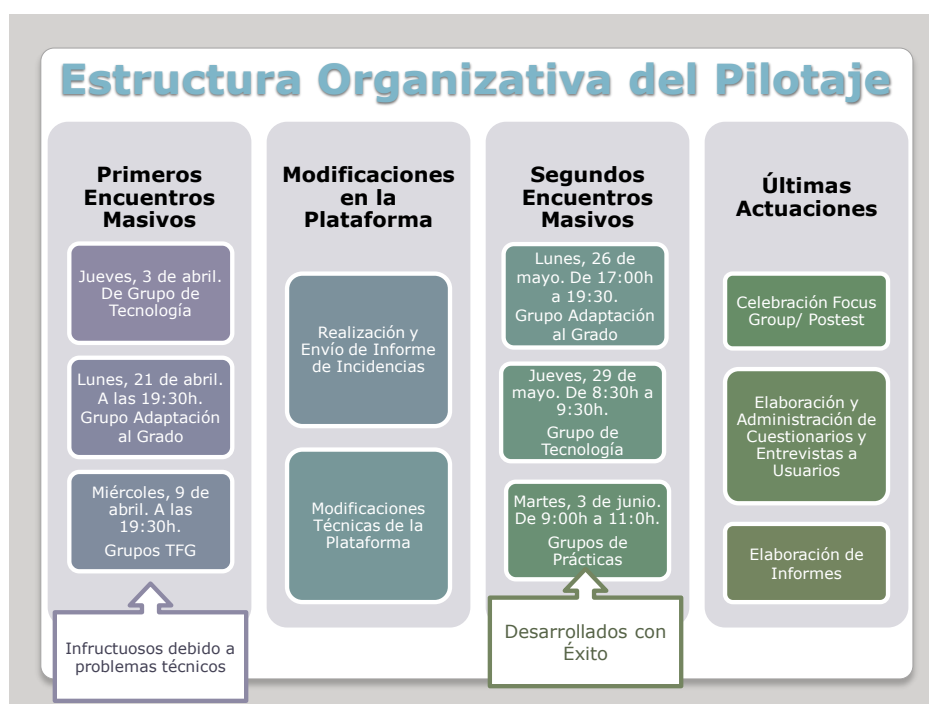 Estructura Organizativa del Pilotaje
Primeros
Encuentros
Masivos
Jueves, 3 de abril.
De Grupo de
Tecnología
Lunes, 21 de abril.
A las 19:30h.
Grupo Adaptación
al Grado
Miércoles, 9 de
abril. A las
19:30h.
Grupos TFG
Infructuosos debido a
problemas técnicos
Modificaciones
en la
Plataforma
Realización y
Envío de Informe
de Incidencias
Modificaciones
Técnicas de la
Plataforma
Segundos
Encuentros
Masivos
Lunes, 26 de
mayo. De 17:00h
a 19:30.
Grupo Adaptación
al Grado
Jueves, 29 de
mayo. De 8:30h a
9:30h.
Grupo de
Tecnología
Martes, 3 de junio.
De 9:00h a 11:0h.
Grupos de
Prácticas
Desarrollados con
Éxito
Últimas
Actuaciones
Celebración Focus
Group/ Postest
Elaboración y
Administración de
Cuestionarios y
Entrevistas a
Usuarios
Elaboración de
Informes